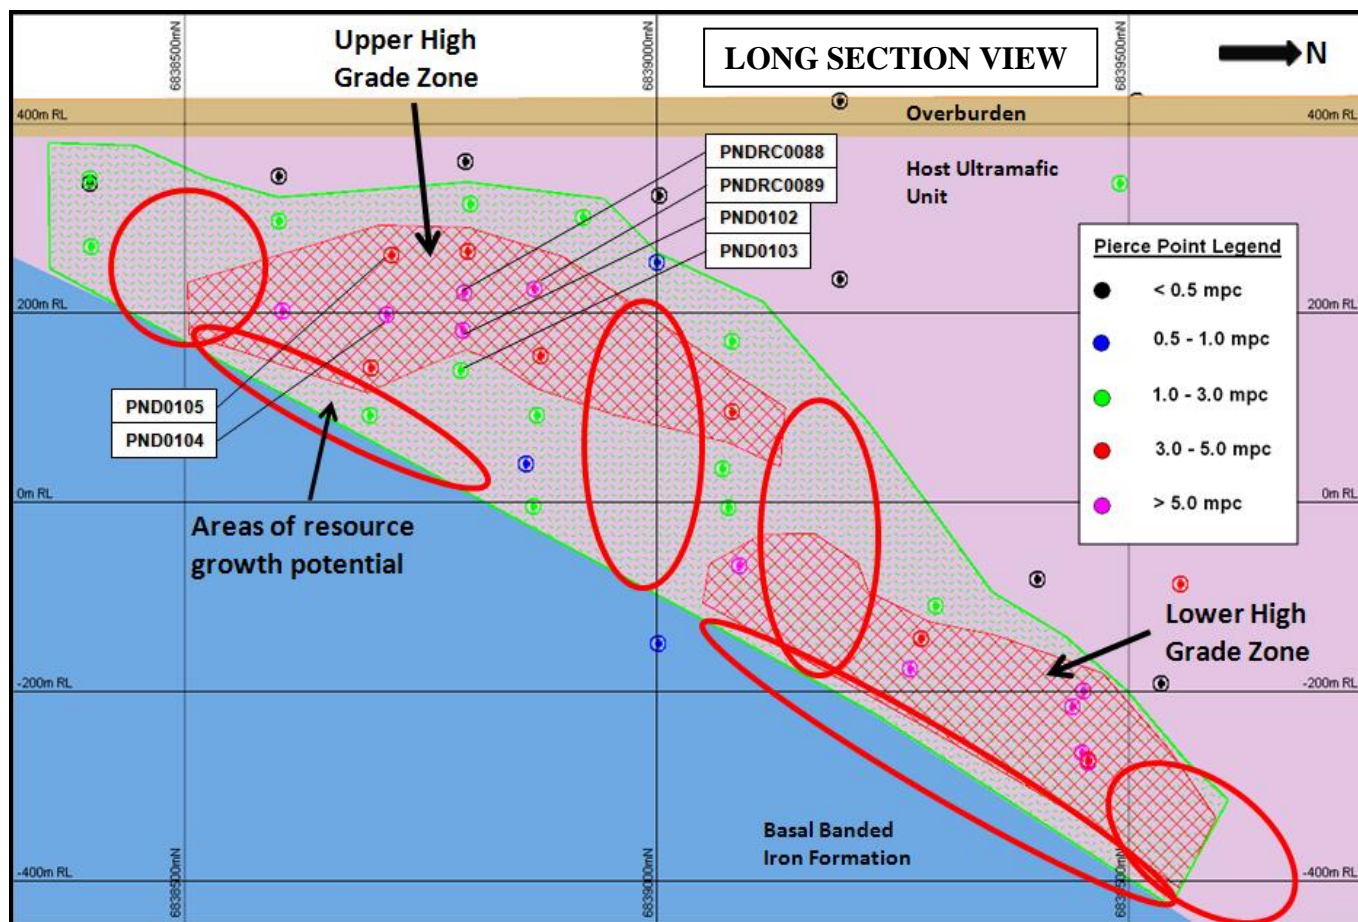 6838500mN
6839000mN
6839500mN
Upper High
Grade Zone
LONG SECTION VIEW
N
400m RL
Overburden
400m RL
PNDRC0088
PNDRC0089
PND0102
PND0103
Host Ultramafic
Unit
Pierce Point Legend
< 0.5 mpc
0.5 - 1.0 mpc
1.0 - 3.0 mpc
3.0 - 5.0 mpc
> 5.0 mpc
200m RL
200m RL
PND0105
PND0104
0m RL
0m RL
Areas of resource
growth potential
Lower High
Grade Zone
-200m RL
-200m RL
Basal Banded
Iron Formation
-400m RL
-400m RL
6838500mN
6839000mN
6839500mN